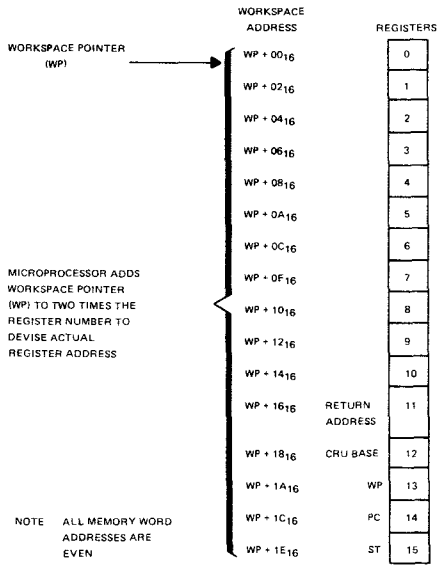 WORKSPACE
ADDRESS
REGISTERS
WORKSPACE POINTER
(WP)
WP + 00₁₆ 0
WP + 02₁₆ 1
WP + 04₁₆ 2
WP + 06₁₆ 3
WP + 08₁₆ 4
WP + 0A₁₆ 5
WP + 0C₁₆ 6
WP + 0F₁₆ 7
MICROPROCESSOR ADDS
WORKSPACE POINTER
(WP) TO TWO TIMES THE
REGISTER NUMBER TO
DEVISE ACTUAL
REGISTER ADDRESS
WP + 10₁₆ 8
WP + 12₁₆ 9
WP + 14₁₆ 10
WP + 16₁₆ RETURN ADDRESS 11
WP + 18₁₆ CRU BASE 12
WP + 1A₁₆ WP 13
WP + 1C₁₆ PC 14
WP + 1E₁₆ ST 15
NOTE ALL MEMORY WORD
ADDRESSES ARE
EVEN